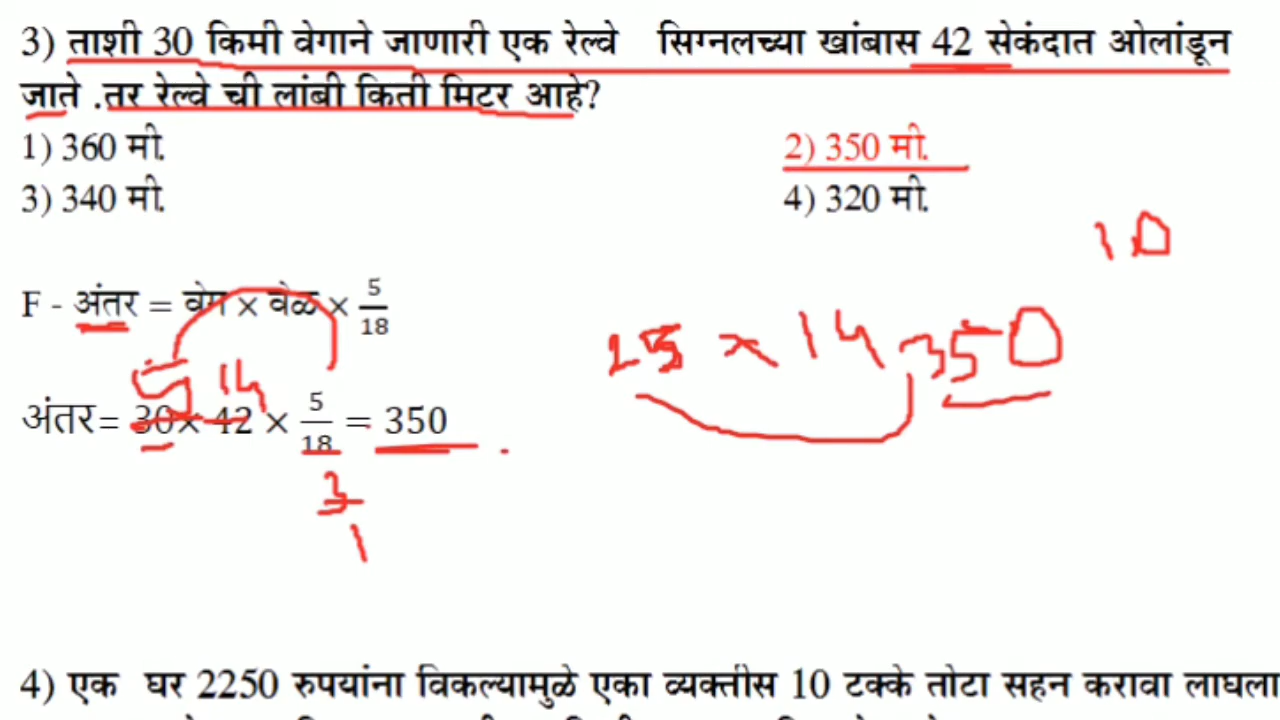 3) ताशी 30 किमी वेगाने जाणारी एक रेल्वे सिग्नलच्या खांबास 42 सेकंदात ओलांडून
जाते .तर रेल्वे ची लांबी किती मिटर आहे?
1) 360 मी. 2) 350 मी.
3) 340 मी. 4) 320 मी.
10
F - अंतर = वेग × वेळ × 5/18
25 × 14 350
5 14
अंतर= 30× 42 × 5/18 = 350
3
1
4) एक घर 2250 रुपयांना विकल्यामुळे एका व्यक्तीस 10 टक्के तोटा सहन करावा लाघला